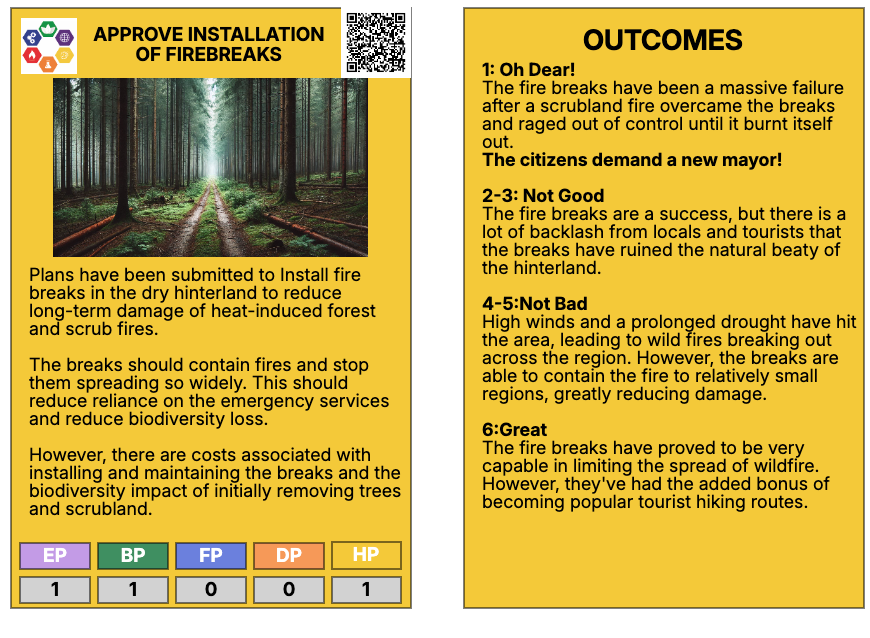 APPROVE INSTALLATION
OF FIREBREAKS
Plans have been submitted to Install fire
breaks in the dry hinterland to reduce
long-term damage of heat-induced forest
and scrub fires.
The breaks should contain fires and stop
them spreading so widely. This should
reduce reliance on the emergency services
and reduce biodiversity loss.
However, there are costs associated with
installing and maintaining the breaks and the
biodiversity impact of initially removing trees
and scrubland.
EP BP FP DP HP
1 1 0 0 1
OUTCOMES
1: Oh Dear!
The fire breaks have been a massive failure
after a scrubland fire overcame the breaks
and raged out of control until it burnt itself
out.
The citizens demand a new mayor!
2-3: Not Good
The fire breaks are a success, but there is a
lot of backlash from locals and tourists that
the breaks have ruined the natural beaty of
the hinterland.
4-5:Not Bad
High winds and a prolonged drought have hit
the area, leading to wild fires breaking out
across the region. However, the breaks are
able to contain the fire to relatively small
regions, greatly reducing damage.
6:Great
The fire breaks have proved to be very
capable in limiting the spread of wildfire.
However, they've had the added bonus of
becoming popular tourist hiking routes.